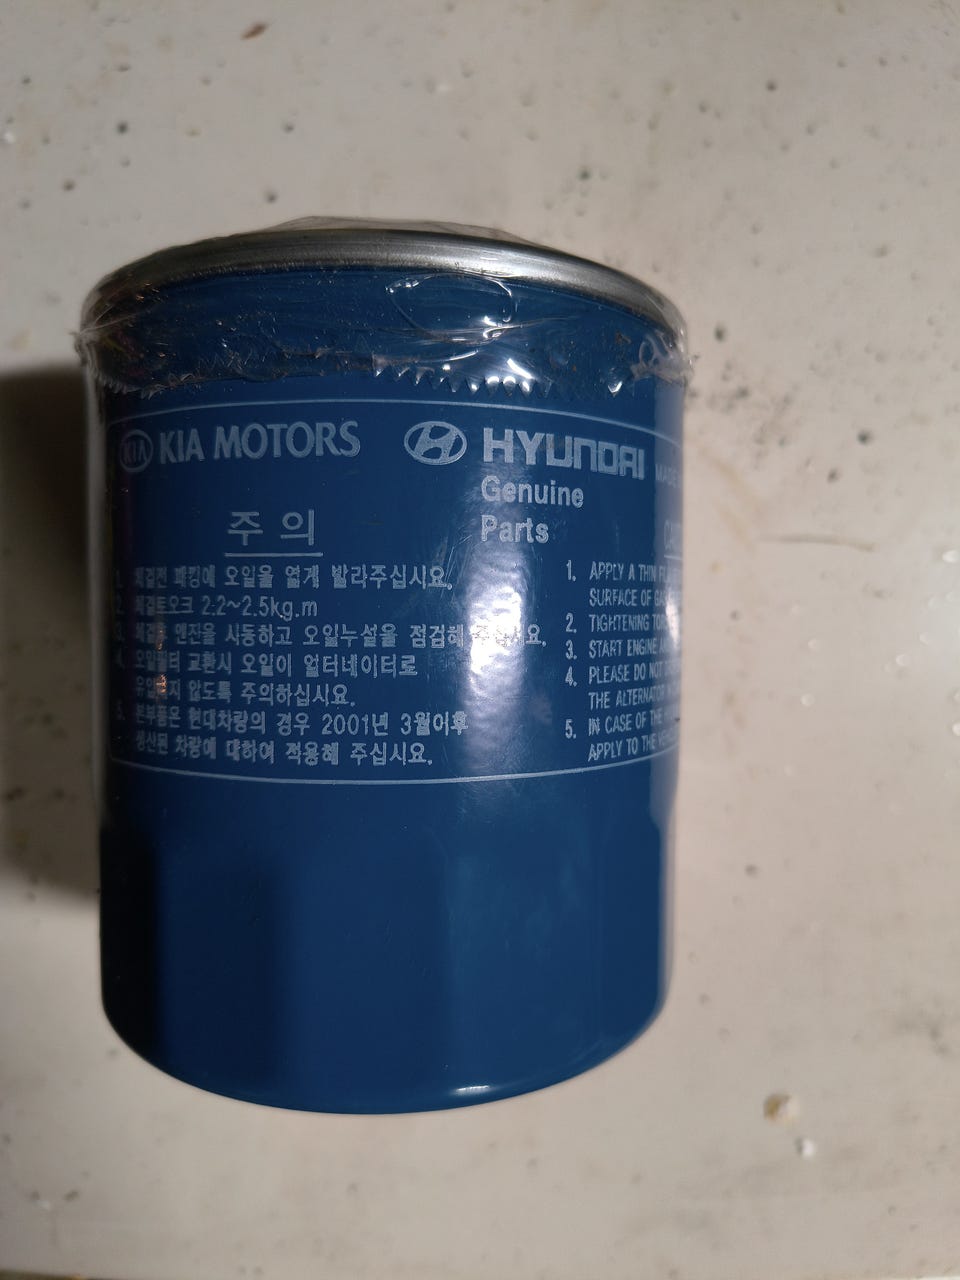 KIA KIA MOTORS
HYUNDAI
Genuine
Parts
MADE
주 의
1. 체결전 패킹에 오일을 엷게 발라주십시요.
2. 체결토오크 2.2~2.5kg.m
3. 체결후 엔진을 시동하고 오일누설을 점검해 주십시요.
4. 오일필터 교환시 오일이 얼터네이터로
유입되지 않도록 주의하십시요.
5. 본부품은 현대차량의 경우 2001년 3월이후
생산된 차량에 대하여 적용해 주십시요.
1. APPLY A THIN
SURFACE OF
2. TIGHTENING
3. START ENGINE
4. PLEASE DO NOT
THE ALTERNATOR
5. IN CASE OF THE
APPLY TO THE